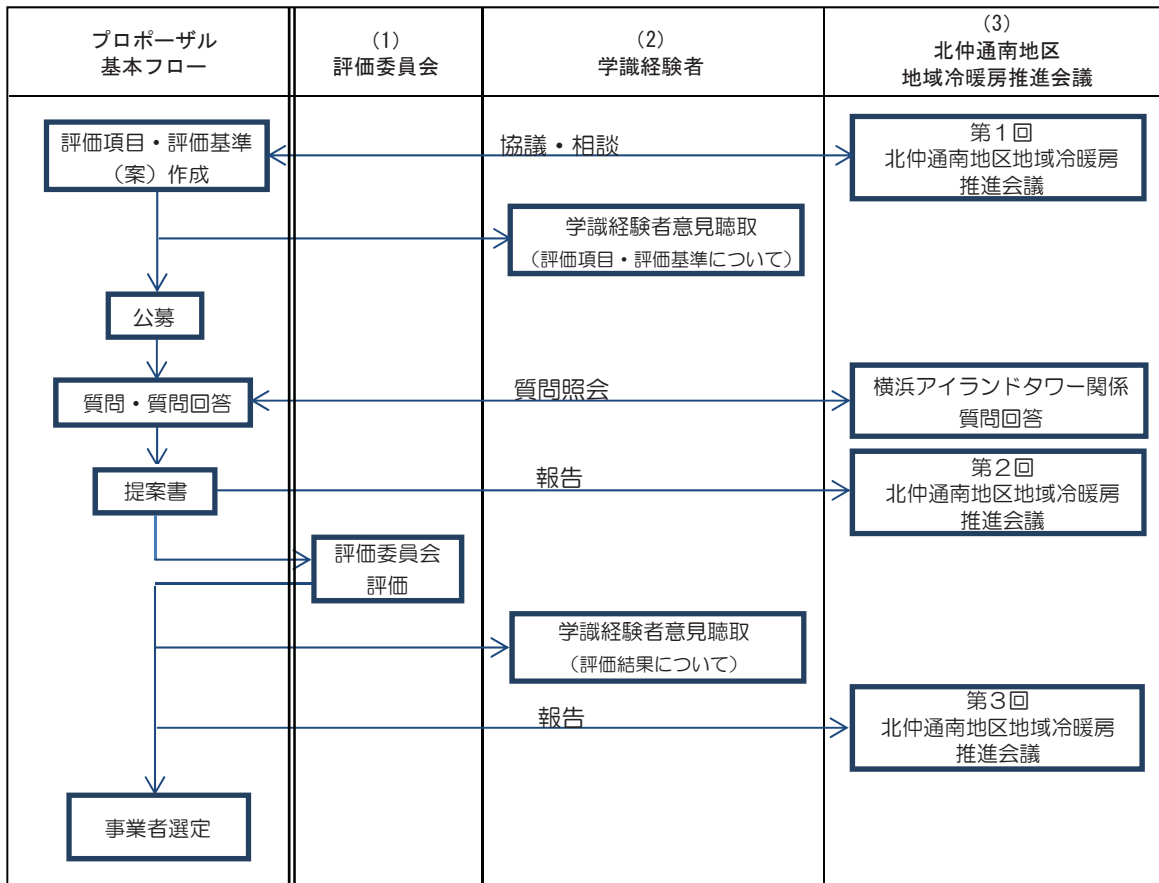 プロポーザル
基本フロー
(1)
評価委員会
(2)
学識経験者
(3)
北仲通南地区
地域冷暖房推進会議
評価項目・評価基準
（案）作成
協議・相談
第１回
北仲通南地区地域冷暖房
推進会議
学識経験者意見聴取
（評価項目・評価基準について）
公募
質問・質問回答
質問照会
横浜アイランドタワー関係
質問回答
提案書
報告
第２回
北仲通南地区地域冷暖房
推進会議
評価委員会
評価
学識経験者意見聴取
（評価結果について）
報告
第３回
北仲通南地区地域冷暖房
推進会議
事業者選定